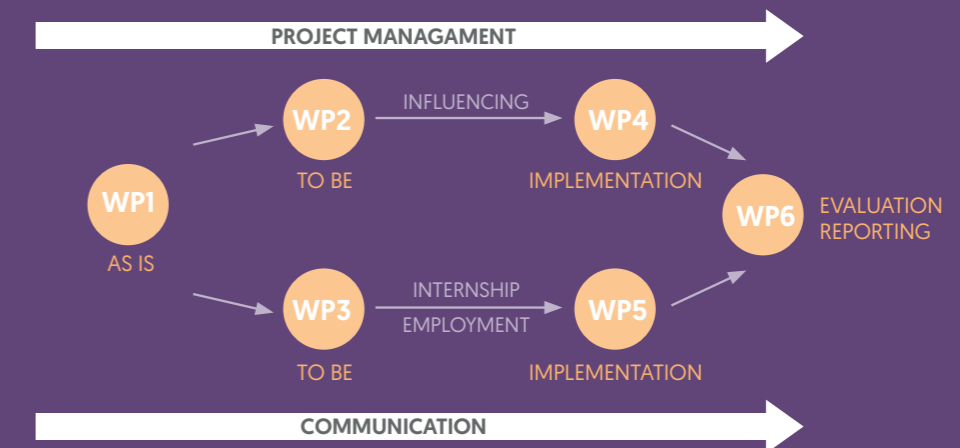 PROJECT MANAGAMENT
WP1
AS IS
WP2
TO BE
INFLUENCING
WP4
IMPLEMENTATION
WP3
TO BE
INTERNSHIP
EMPLOYMENT
WP5
IMPLEMENTATION
WP6
EVALUATION
REPORTING
COMMUNICATION